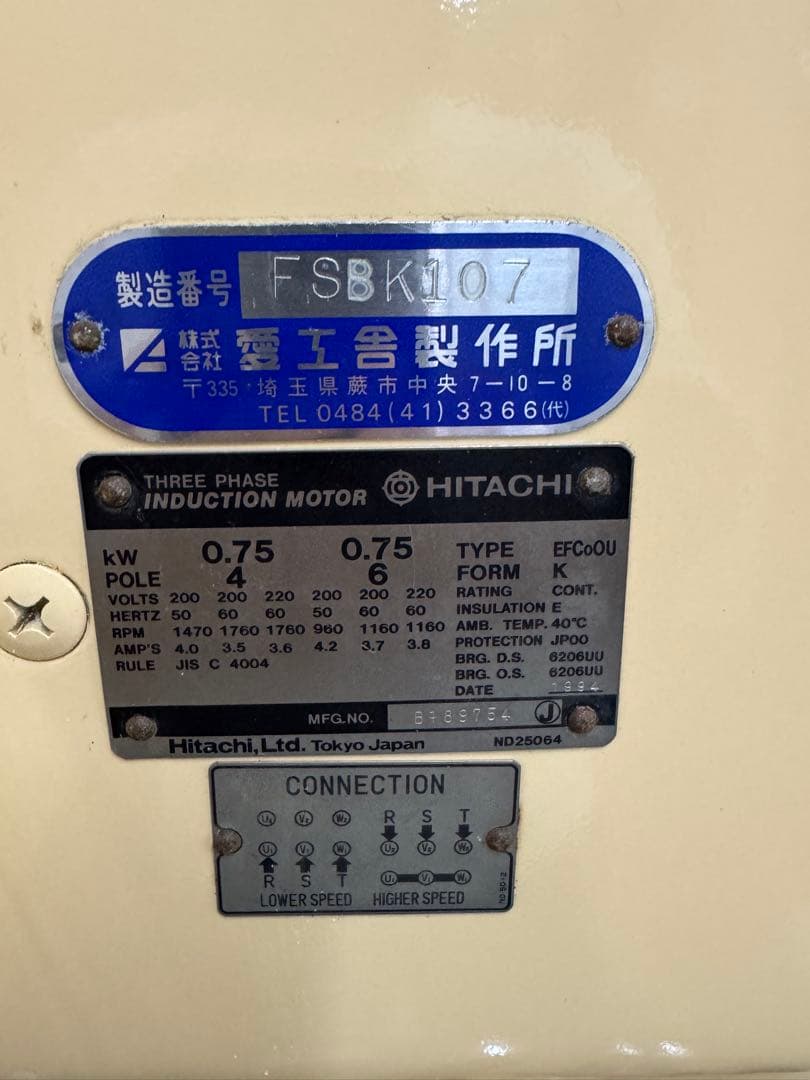 製造番号 FSBK107
株式会社 愛工舎製作所
〒335 埼玉県蕨市中央7-10-8
TEL 0484(41)3366(代)
THREE PHASE
INDUCTION MOTOR HITACHI
kW 0.75 0.75
POLE 4 6
VOLTS 200 200 220 200 200 220
HERTZ 50 60 60 50 60 60
RPM 1470 1760 1760 960 1160 1160
AMP'S 4.0 3.5 3.6 4.2 3.7 3.8
RULE JIS C 4004
TYPE EFCoOU
FORM K
RATING CONT.
INSULATION E
AMB. TEMP. 40°C
PROTECTION JP00
BRG. D.S. 6206UU
BRG. O.S. 6206UU
DATE 1994
MFG.NO. J
Hitachi, Ltd. Tokyo Japan ND25064
CONNECTION
U2 V2 W2 R S T
U1 V1 W1 U2 V2 W2
R S T U1 V1 W1
LOWER SPEED HIGHER SPEED